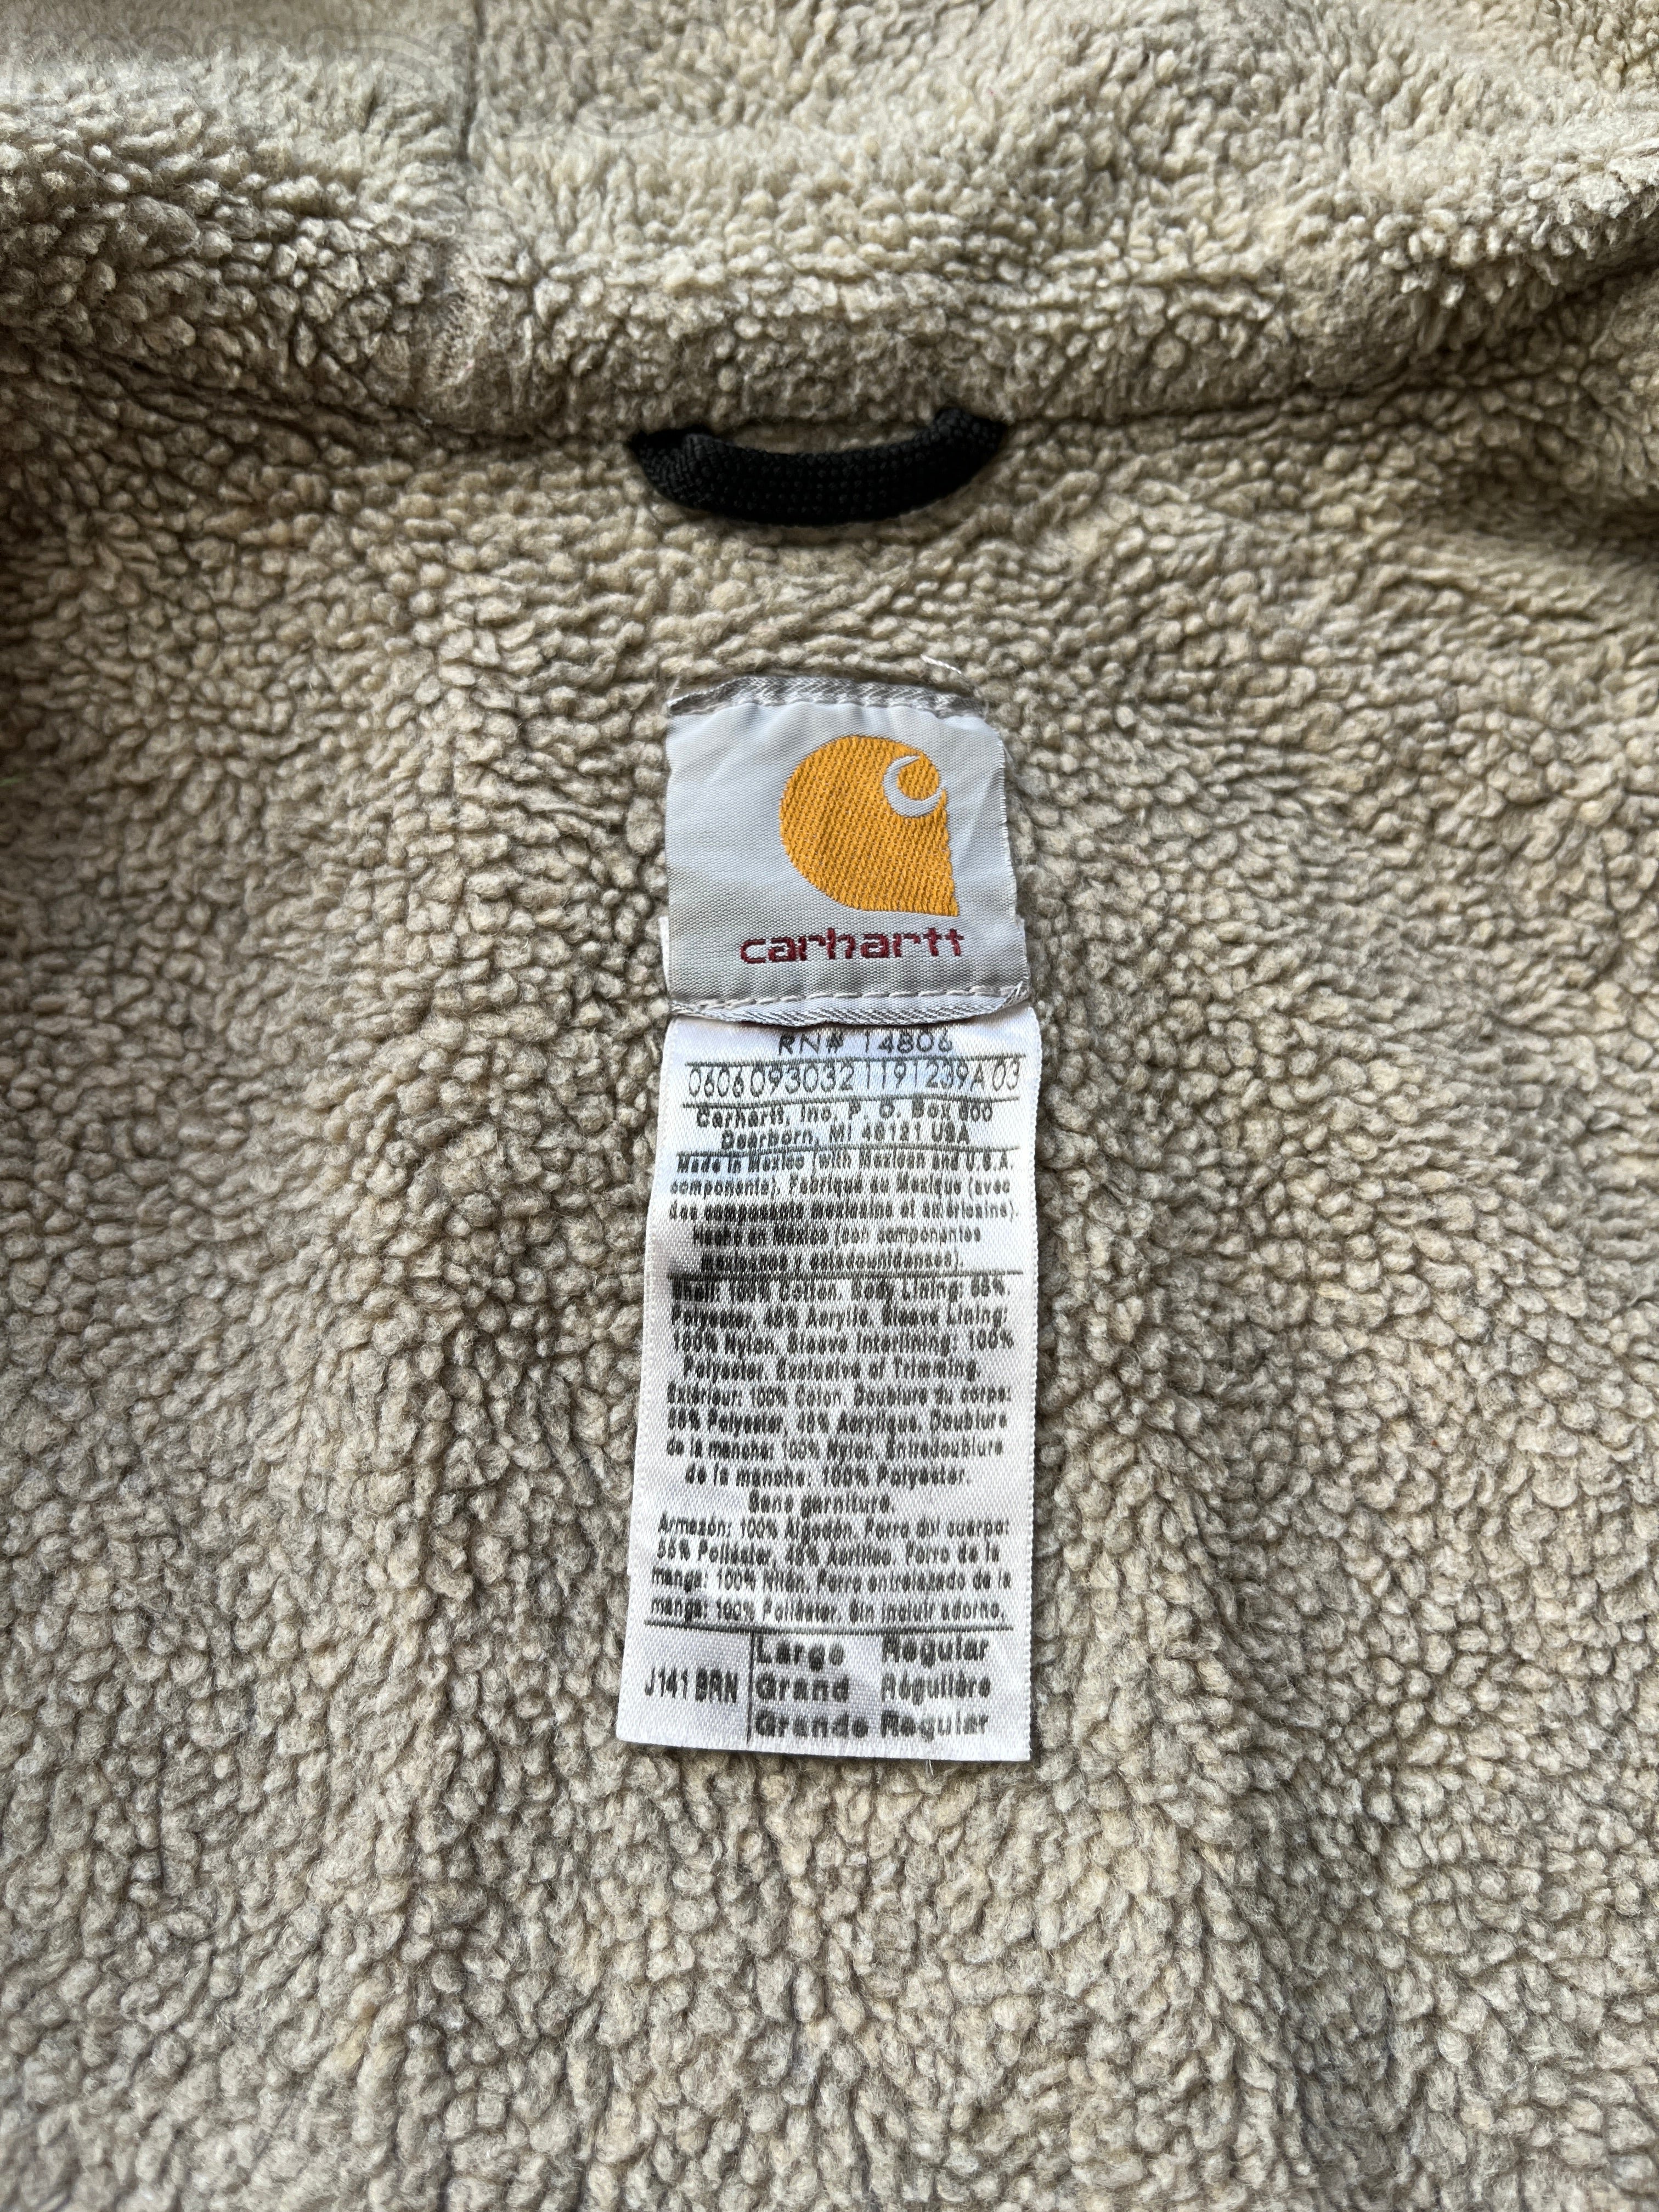 carhartt
RN# 14806
0606 093032 1191239A 03
Carhartt, Inc. P. O. Box 600
Dearborn, MI 48121 USA
Made in Mexico (with Mexican and U.S.A.
components). Fabriqué au Mexique (avec
des composants mexicains et américains).
Hecho en México (con componentes
mexicanos y estadounidenses).
Shell: 100% Cotton. Body Lining: 55%
Polyester, 45% Acrylic. Sleeve Lining:
100% Nylon. Sleeve Interlining: 100%
Polyester. Exclusive of Trimming.
Extérieur: 100% Coton. Doublure du corps:
55% Polyester, 45% Acrylique. Doublure
de la manche: 100% Nylon. Entredoublure
de la manche: 100% Polyester.
Sans garniture.
Armazón: 100% Algodón. Forro del cuerpo:
55% Poliéster, 45% Acrílico. Forro de la
manga: 100% Nilón. Forro entrelazado de la
manga: 100% Poliéster. Sin incluir adorno.
J141 BRN
Large Regular
Grand Régulière
Grande Regular